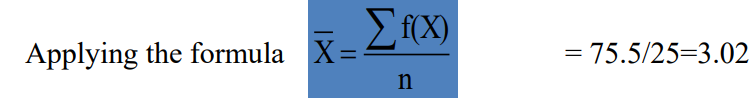 Applying the formula X̅ = ∑ f(X) / n = 75.5/25=3.02